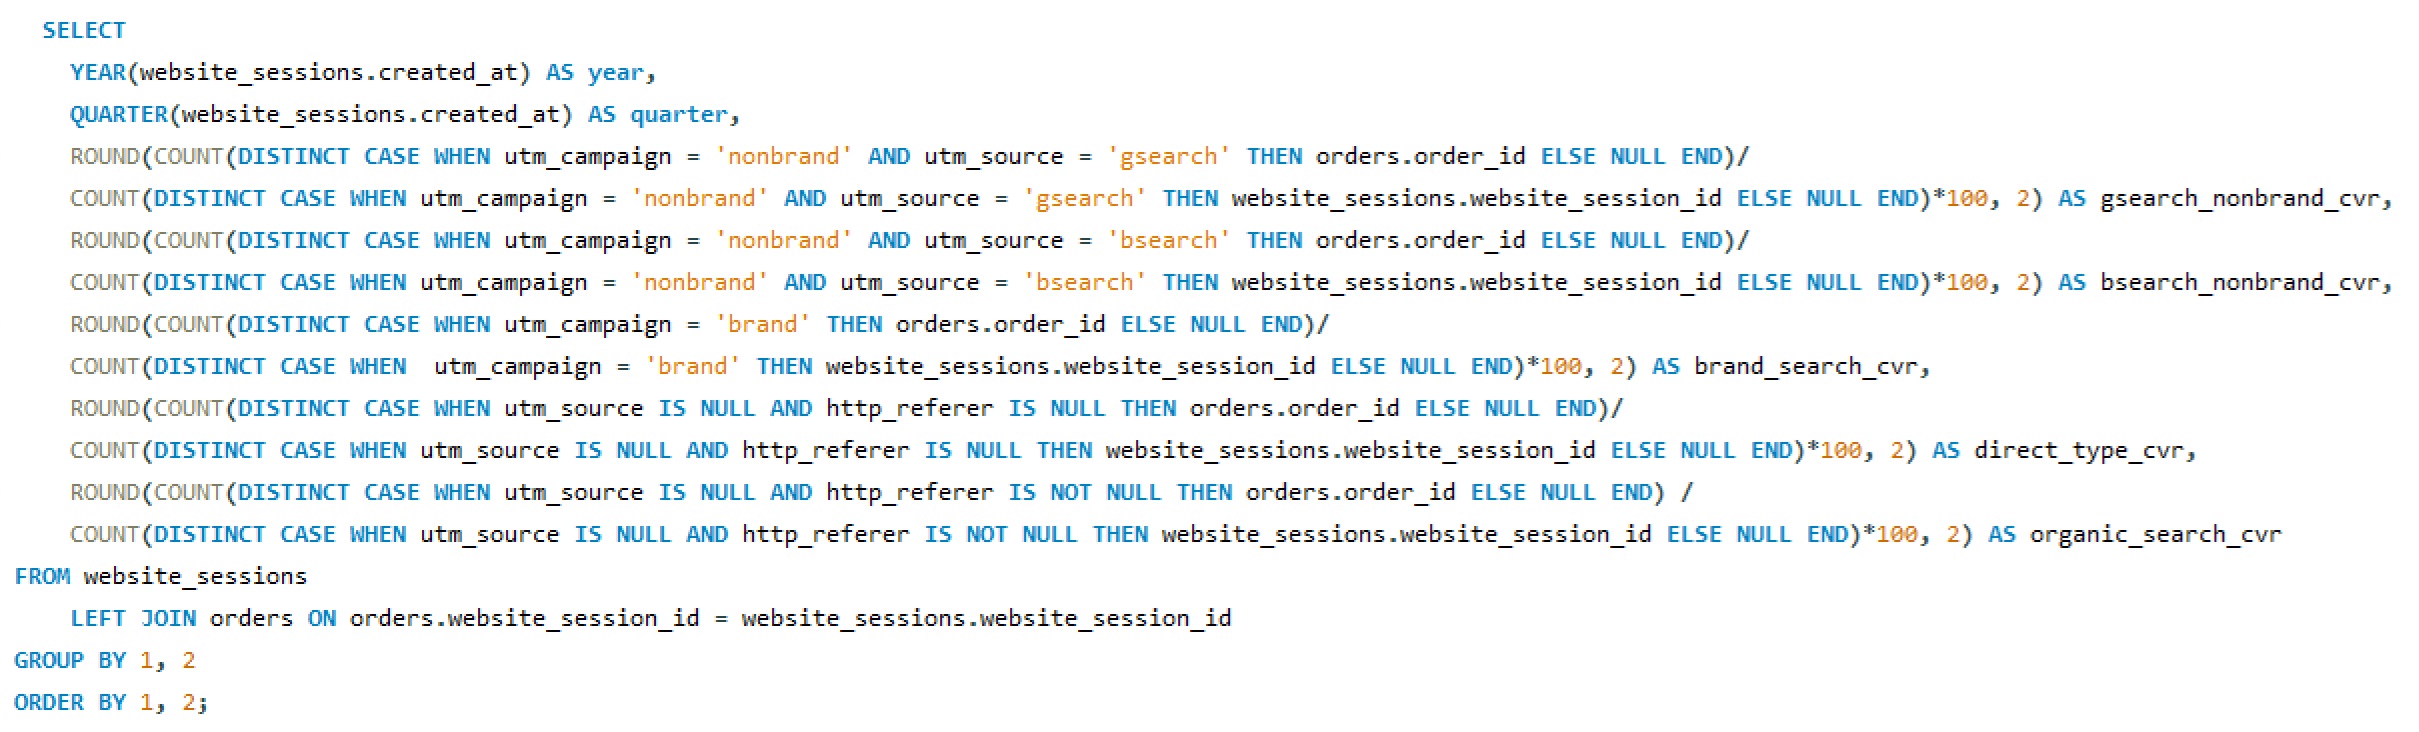 SELECT
YEAR(website_sessions.created_at) AS year,
QUARTER(website_sessions.created_at) AS quarter,
ROUND(COUNT(DISTINCT CASE WHEN utm_campaign = 'nonbrand' AND utm_source = 'gsearch' THEN orders.order_id ELSE NULL END)/
COUNT(DISTINCT CASE WHEN utm_campaign = 'nonbrand' AND utm_source = 'gsearch' THEN website_sessions.website_session_id ELSE NULL END)*100, 2) AS gsearch_nonbrand_cvr,
ROUND(COUNT(DISTINCT CASE WHEN utm_campaign = 'nonbrand' AND utm_source = 'bsearch' THEN orders.order_id ELSE NULL END)/
COUNT(DISTINCT CASE WHEN utm_campaign = 'nonbrand' AND utm_source = 'bsearch' THEN website_sessions.website_session_id ELSE NULL END)*100, 2) AS bsearch_nonbrand_cvr,
ROUND(COUNT(DISTINCT CASE WHEN utm_campaign = 'brand' THEN orders.order_id ELSE NULL END)/
COUNT(DISTINCT CASE WHEN  utm_campaign = 'brand' THEN website_sessions.website_session_id ELSE NULL END)*100, 2) AS brand_search_cvr,
ROUND(COUNT(DISTINCT CASE WHEN utm_source IS NULL AND http_referer IS NULL THEN orders.order_id ELSE NULL END)/
COUNT(DISTINCT CASE WHEN utm_source IS NULL AND http_referer IS NULL THEN website_sessions.website_session_id ELSE NULL END)*100, 2) AS direct_type_cvr,
ROUND(COUNT(DISTINCT CASE WHEN utm_source IS NULL AND http_referer IS NOT NULL THEN orders.order_id ELSE NULL END) /
COUNT(DISTINCT CASE WHEN utm_source IS NULL AND http_referer IS NOT NULL THEN website_sessions.website_session_id ELSE NULL END)*100, 2) AS organic_search_cvr
FROM website_sessions
LEFT JOIN orders ON orders.website_session_id = website_sessions.website_session_id
GROUP BY 1, 2
ORDER BY 1, 2;